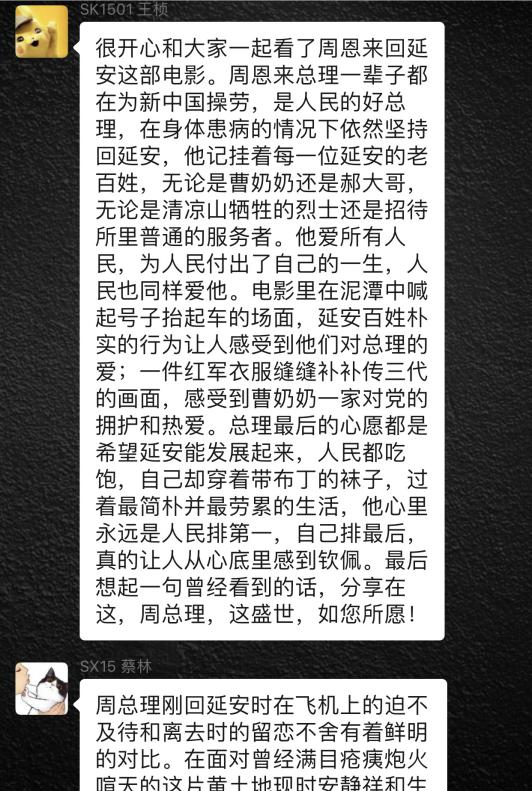 SK1501 王桢
很开心和大家一起看了周恩来回延
安这部电影。周恩来总理一辈子都
在为新中国操劳，是人民的好总
理，在身体患病的情况下依然坚持
回延安，他记挂着每一位延安的老
百姓，无论是曹奶奶还是郝大哥，
无论是清凉山牺牲的烈士还是招待
所里普通的服务者。他爱所有人
民，为人民付出了自己的一生，人
民也同样爱他。电影里在泥潭中喊
起号子抬起车的场面，延安百姓朴
实的行为让人感受到他们对总理的
爱；一件红军衣服缝缝补补传三代
的画面，感受到曹奶奶一家对党的
拥护和热爱。总理最后的心愿都是
希望延安能发展起来，人民都吃
饱，自己却穿着带布丁的袜子，过
着最简朴并最劳累的生活，他心里
永远是人民排第一，自己排最后，
真的让人从心底里感到钦佩。最后
想起一句曾经看到的话，分享在
这，周总理，这盛世，如您所愿！
SX15 蔡林
周总理刚回延安时在飞机上的迫不
及待和离去时的留恋不舍有着鲜明
的对比。在面对曾经满目疮痍炮火
喧天的这片黄土地现时安静祥和生